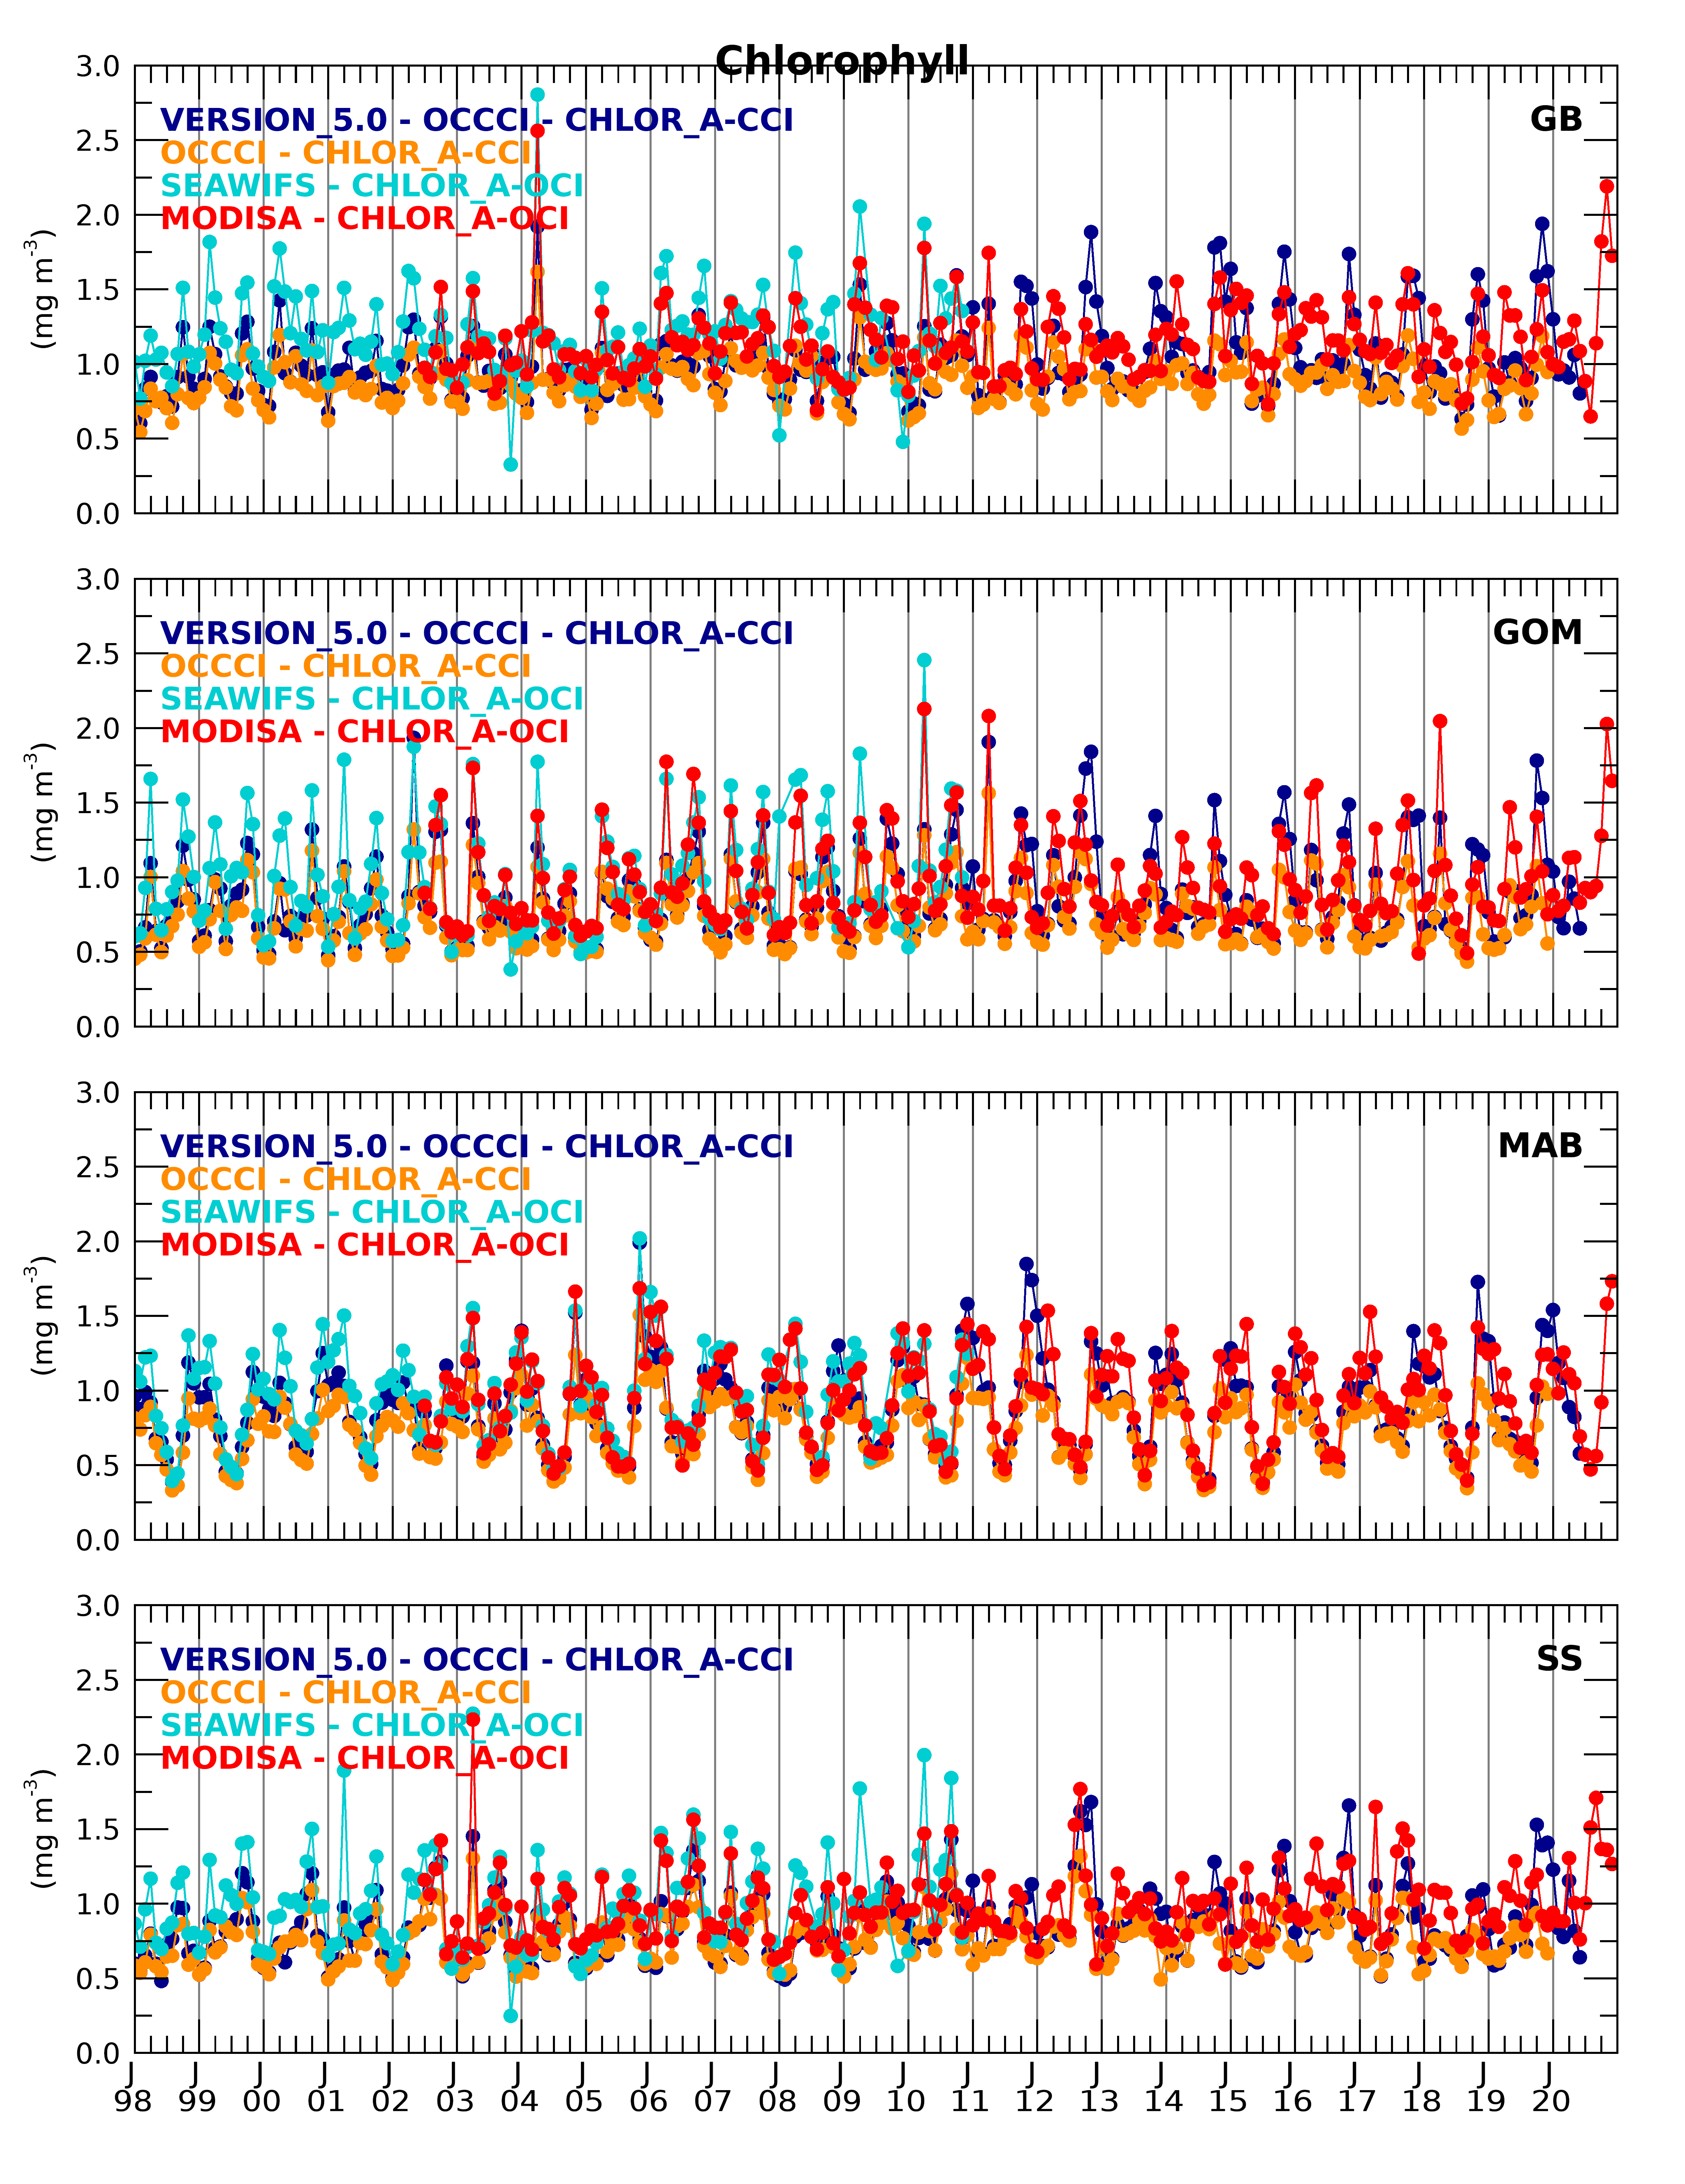 Chlorophyll
3.0
2.5
2.0
1.5
1.0
0.5
0.0
(mg m-3)
VERSION_5.0 - OCCCI - CHLOR_A-CCI
OCCCI - CHLOR_A-CCI
SEAWIFS - CHLOR_A-OCI
MODISA - CHLOR_A-OCI
GB
3.0
2.5
2.0
1.5
1.0
0.5
0.0
(mg m-3)
VERSION_5.0 - OCCCI - CHLOR_A-CCI
OCCCI - CHLOR_A-CCI
SEAWIFS - CHLOR_A-OCI
MODISA - CHLOR_A-OCI
GOM
3.0
2.5
2.0
1.5
1.0
0.5
0.0
(mg m-3)
VERSION_5.0 - OCCCI - CHLOR_A-CCI
OCCCI - CHLOR_A-CCI
SEAWIFS - CHLOR_A-OCI
MODISA - CHLOR_A-OCI
MAB
3.0
2.5
2.0
1.5
1.0
0.5
0.0
(mg m-3)
VERSION_5.0 - OCCCI - CHLOR_A-CCI
OCCCI - CHLOR_A-CCI
SEAWIFS - CHLOR_A-OCI
MODISA - CHLOR_A-OCI
SS
J J J J J J J J J J J J J J J J J J J J J J J
98 99 00 01 02 03 04 05 06 07 08 09 10 11 12 13 14 15 16 17 18 19 20